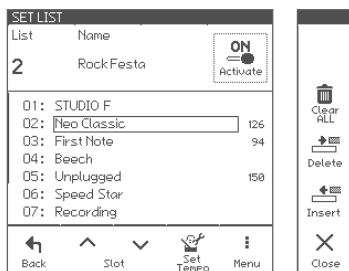 SET LIST
List Name
2 RockFesta
ON
Activate
01: STUDIO F
02: Neo Classic 126
03: First Note 94
04: Beech
05: Unplugged 150
06: Speed Star
07: Recording
Back Slot Set Tempo Menu
Clear ALL
Delete
Insert
Close